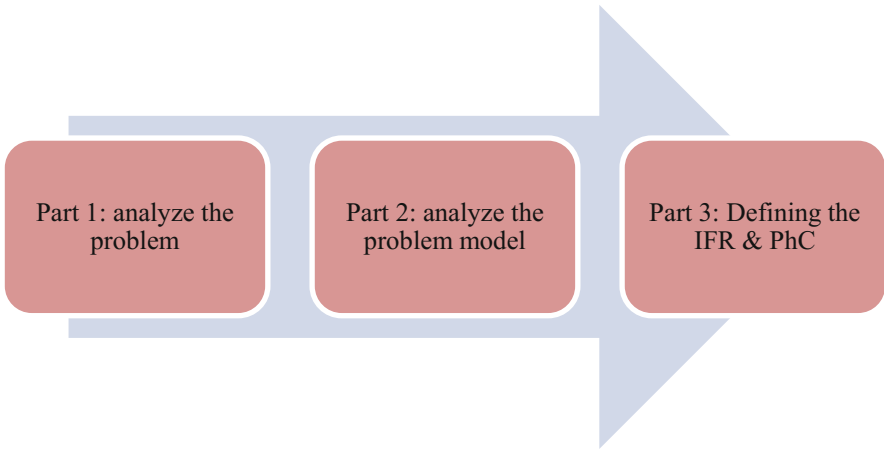 Part 1: analyze the
problem
Part 2: analyze the
problem model
Part 3: Defining the
IFR & PhC